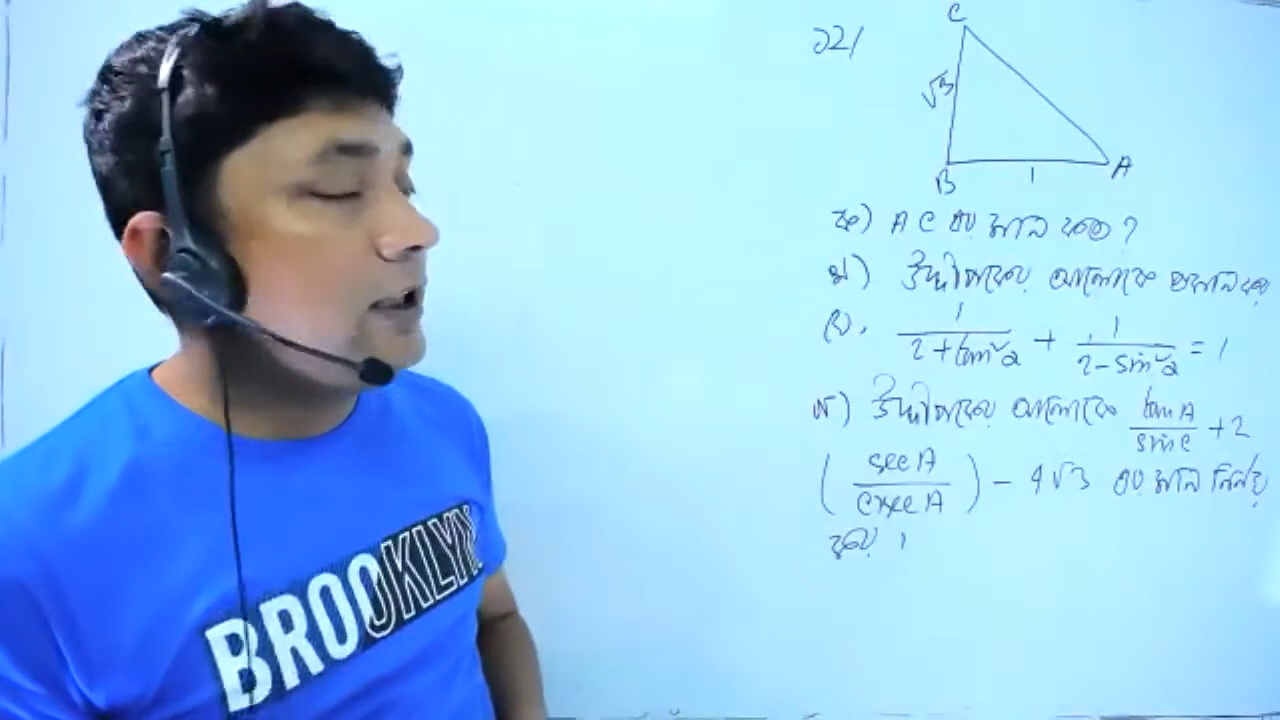 ১২।
C
√3
B
1
A
ক) AC এর মান কত?
খ) উদ্দীপকের আলোকে প্রমাণ কর
যে, 1/(2+tan²a) + 1/(2-sin²a) = 1
গ) উদ্দীপকের আলোকে tanA/sinC + 2
(secA/cosecA) - 4√3 এর মান নির্ণয়
কর।
BROOKLYN